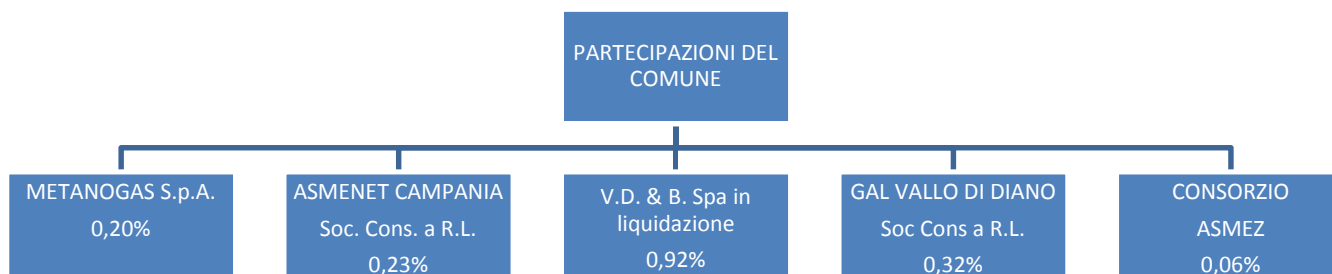 PARTECIPAZIONI DEL
COMUNE
METANOGAS S.p.A.
0,20%
ASMENET CAMPANIA
Soc. Cons. a R.L.
0,23%
V.D. & B. Spa in
liquidazione
0,92%
GAL VALLO DI DIANO
Soc Cons a R.L.
0,32%
CONSORZIO
ASMEZ
0,06%